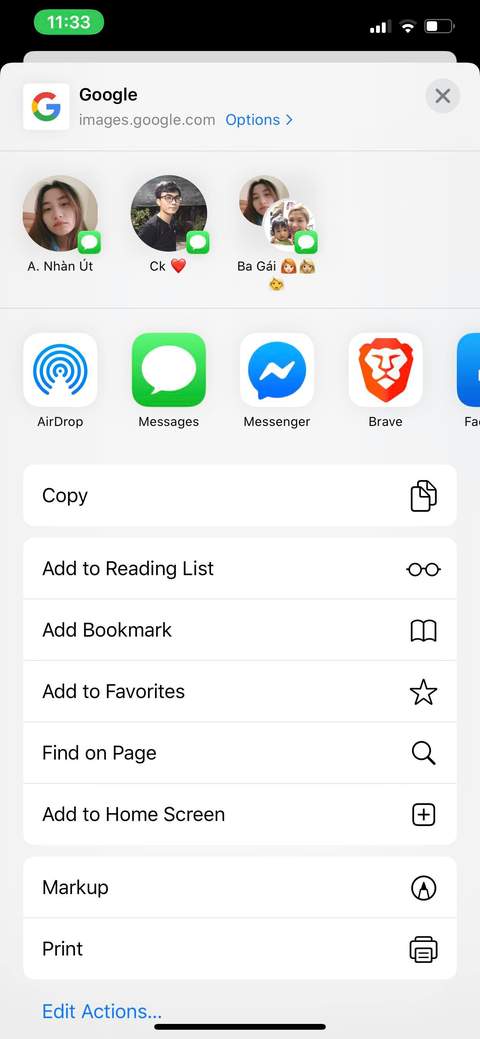 11:33
Google
images.google.com Options >
A. Nhàn Út
Ck ❤️
Ba Gái 👩🏻‍🦰👩🏼
👧🏼
AirDrop
Messages
Messenger
Brave
Fac
Copy
Add to Reading List
Add Bookmark
Add to Favorites
Find on Page
Add to Home Screen
Markup
Print
Edit Actions...